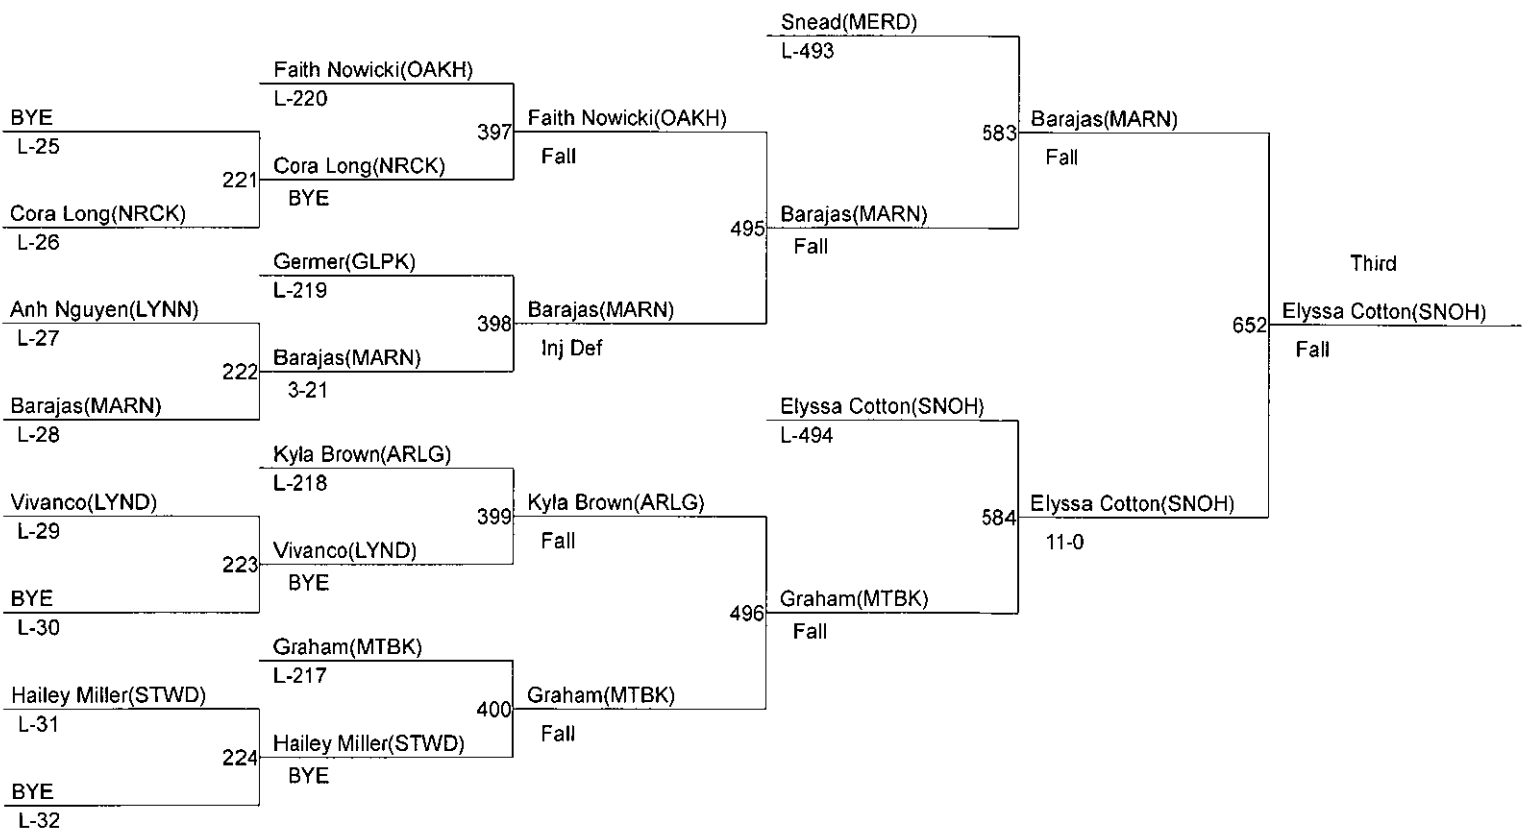 Snead(MERD)
L-493
Faith Nowicki(OAKH)
L-220
BYE
L-25
397
Faith Nowicki(OAKH)
Fall
583
Barajas(MARN)
Fall
221
Cora Long(NRCK)
BYE
Cora Long(NRCK)
L-26
495
Barajas(MARN)
Fall
Germer(GLPK)
L-219
Third
Anh Nguyen(LYNN)
L-27
398
Barajas(MARN)
Inj Def
652
Elyssa Cotton(SNOH)
Fall
222
Barajas(MARN)
3-21
Barajas(MARN)
L-28
Elyssa Cotton(SNOH)
L-494
Kyla Brown(ARLG)
L-218
Vivanco(LYND)
L-29
399
Kyla Brown(ARLG)
Fall
584
Elyssa Cotton(SNOH)
11-0
223
Vivanco(LYND)
BYE
BYE
L-30
496
Graham(MTBK)
Fall
Graham(MTBK)
L-217
Hailey Miller(STWD)
L-31
400
Graham(MTBK)
Fall
224
Hailey Miller(STWD)
BYE
BYE
L-32